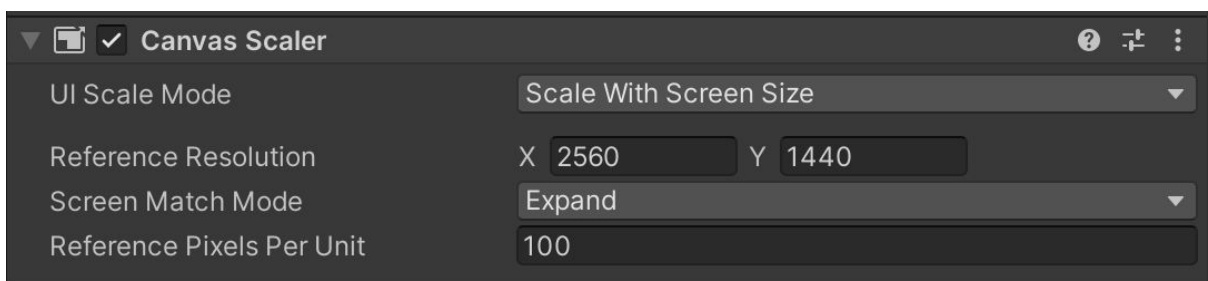 Canvas Scaler
UI Scale Mode Scale With Screen Size
Reference Resolution X 2560 Y 1440
Screen Match Mode Expand
Reference Pixels Per Unit 100